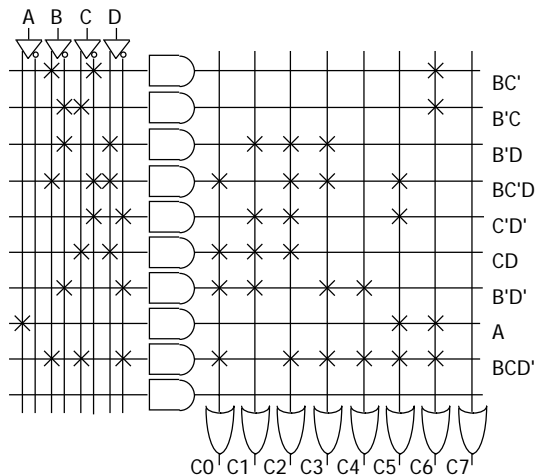 A B C D
BC'
B'C
B'D
BC'D
C'D'
CD
B'D'
A
BCD'
C0 C1 C2 C3 C4 C5 C6 C7